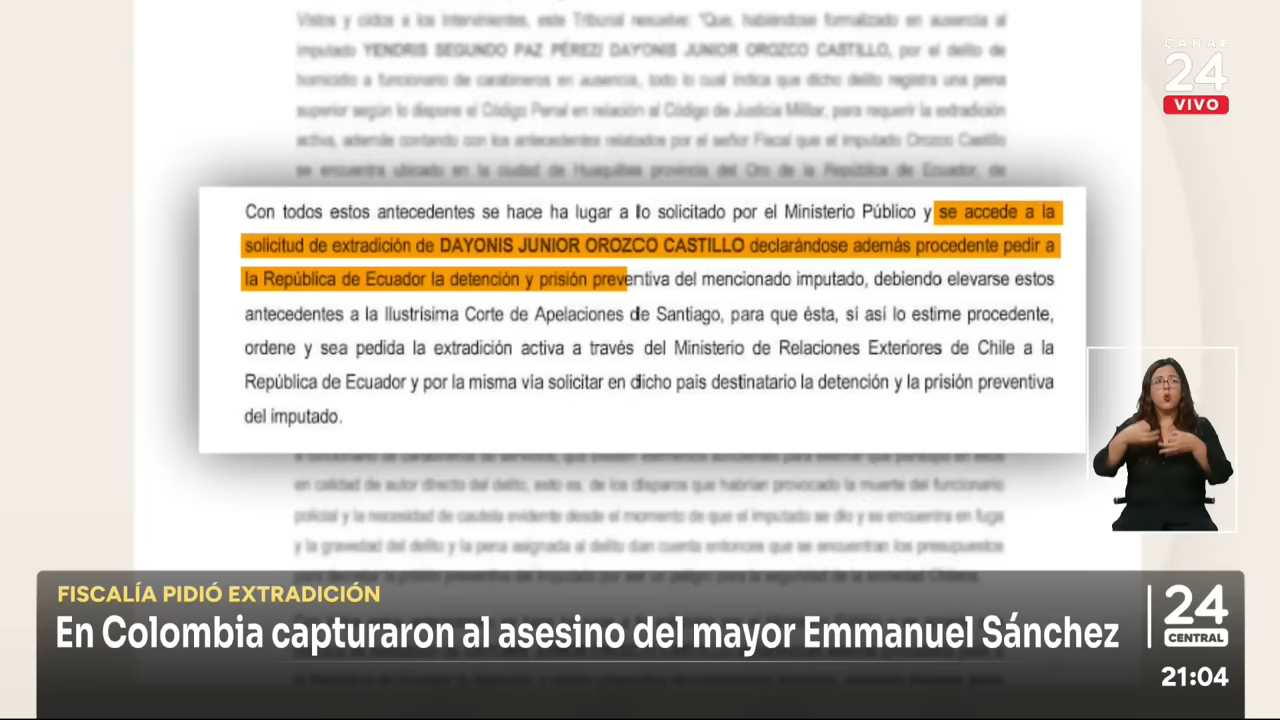 Vistos y oídos a los intervinientes, este Tribunal resuelve: "Que, habiéndose formalizado en ausencia al
imputado YENDRIS SEGUNDO PAZ PÉREZ/ DAYONIS JUNIOR OROZCO CASTILLO, por el delito de
homicidio a funcionario de carabineros en ausencia, todo lo cual indica que dicho delito registra una pena
superior según lo dispone el Código Penal en relación al Código de Justicia Militar, para requerir la extradición
activa, además contando con los antecedentes relatados por el señor Fiscal que el imputado Orozco Castillo
se encuentra ubicado en la ciudad de Huaquillas provincia del Oro de la República de Ecuador, de
CANAL
24
VIVO
Con todos estos antecedentes se hace ha lugar a lo solicitado por el Ministerio Público y se accede a la
solicitud de extradición de DAYONIS JUNIOR OROZCO CASTILLO declarándose además procedente pedir a
la República de Ecuador la detención y prisión preventiva del mencionado imputado, debiendo elevarse estos
antecedentes a la Ilustrísima Corte de Apelaciones de Santiago, para que ésta, sí así lo estime procedente,
ordene y sea pedida la extradición activa a través del Ministerio de Relaciones Exteriores de Chile a la
República de Ecuador y por la misma vía solicitar en dicho país destinatario la detención y la prisión preventiva
del imputado.
en calidad de autor directo del delito, esto es, de los disparos que habrían provocado la muerte del funcionario
policial y la necesidad de cautela evidente desde el momento de que el imputado se dio y se encuentra en fuga
y la gravedad del delito y la pena asignada al delito dan cuenta entonces que se encuentran los presupuestos
FISCALÍA PIDIÓ EXTRADICIÓN
En Colombia capturaron al asesino del mayor Emmanuel Sánchez
24
CENTRAL
21:04